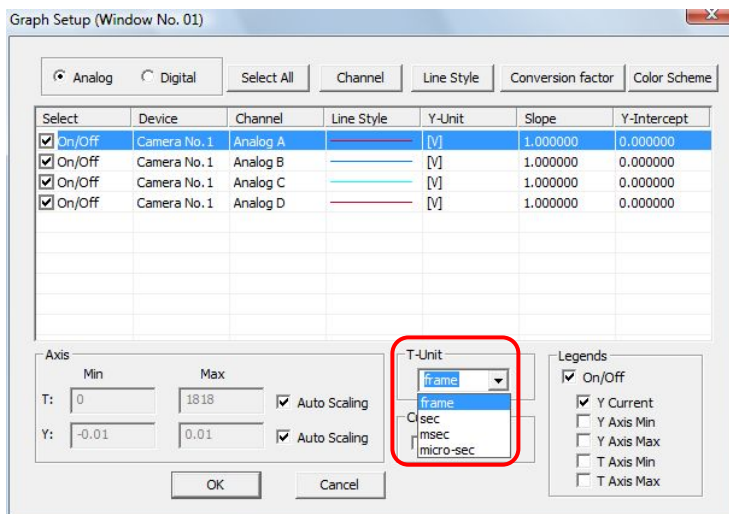 Graph Setup (Window No. 01)
Analog Digital Select All Channel Line Style Conversion factor Color Scheme
Select Device Channel Line Style Y-Unit Slope Y-Intercept
On/Off Camera No.1 Analog A [V] 1.000000 0.000000
On/Off Camera No.1 Analog B [V] 1.000000 0.000000
On/Off Camera No.1 Analog C [V] 1.000000 0.000000
On/Off Camera No.1 Analog D [V] 1.000000 0.000000
Axis
Min Max
T: 0 1818 Auto Scaling
Y: -0.01 0.01 Auto Scaling
T-Unit
frame
frame
sec
msec
micro-sec
Legends
On/Off
Y Current
Y Axis Min
Y Axis Max
T Axis Min
T Axis Max
OK Cancel